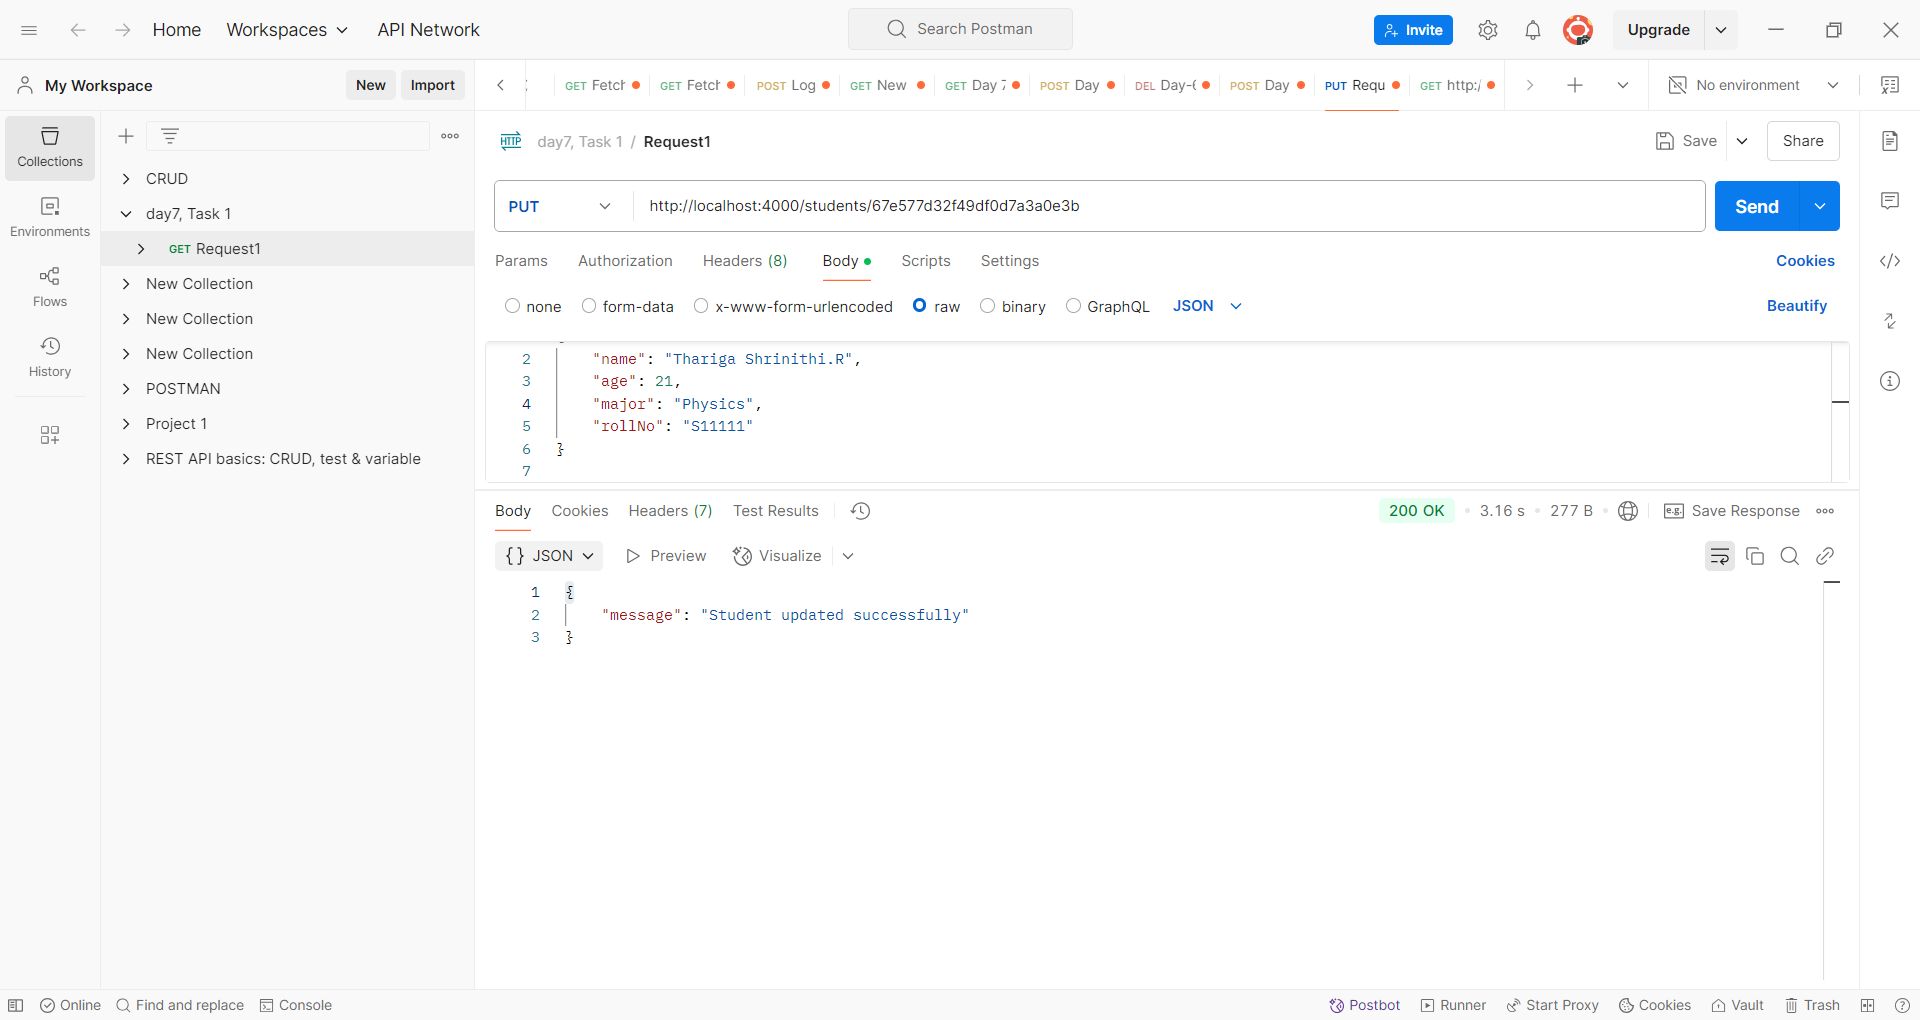 Home Workspaces API Network Search Postman Invite Upgrade
My Workspace New Import
GET Fetch GET Fetch POST Log GET New GET Day 7 POST Day DEL Day-6 POST Day PUT Requ GET http:/ No environment
Collections
Environments
Flows
History
CRUD
day7, Task 1
GET Request1
New Collection
New Collection
New Collection
POSTMAN
Project 1
REST API basics: CRUD, test & variable
HTTP day7, Task 1 / Request1 Save Share
PUT http://localhost:4000/students/67e577d32f49df0d7a3a0e3b Send
Params Authorization Headers (8) Body Scripts Settings Cookies
none form-data x-www-form-urlencoded raw binary GraphQL JSON Beautify
2 "name": "Thariga Shrinithi.R",
3 "age": 21,
4 "major": "Physics",
5 "rollNo": "S11111"
6 }
7
Body Cookies Headers (7) Test Results 200 OK 3.16 s 277 B e.g. Save Response
{} JSON Preview Visualize
1 {
2 "message": "Student updated successfully"
3 }
Online Find and replace Console Postbot Runner Start Proxy Cookies Vault Trash